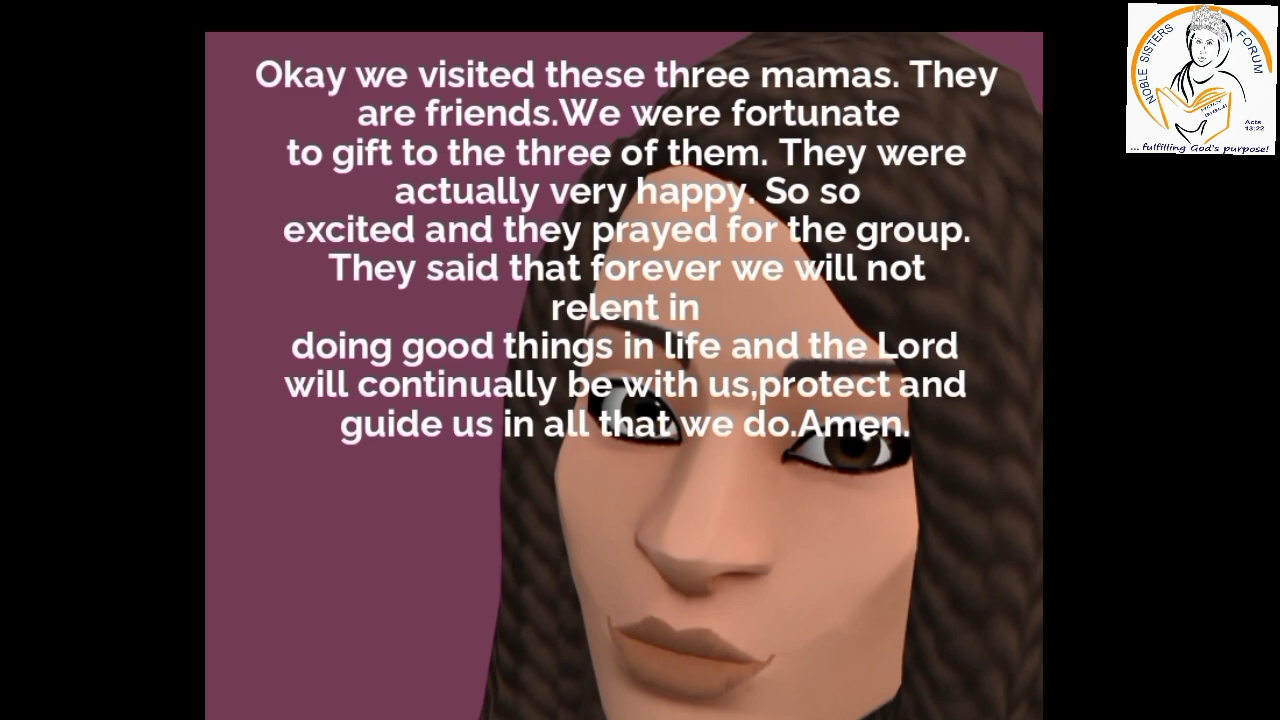 Okay we visited these three mamas. They
are friends.We were fortunate
to gift to the three of them. They were
actually very happy. So so
excited and they prayed for the group.
They said that forever we will not
relent in
doing good things in life and the Lord
will continually be with us,protect and
guide us in all that we do.Amen.
NOBLE SISTERS FORUM
HOLY
BIBLE
Acts
13:22
... fulfilling God's purpose!